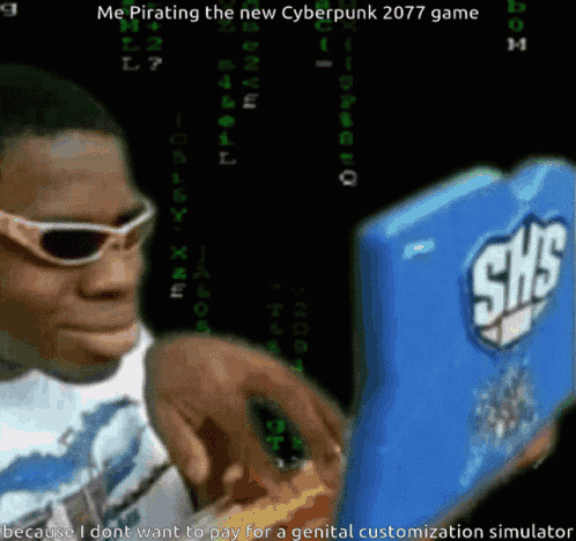 Me Pirating the new Cyberpunk 2077 game
SHS
because I dont want to pay for a genital customization simulator